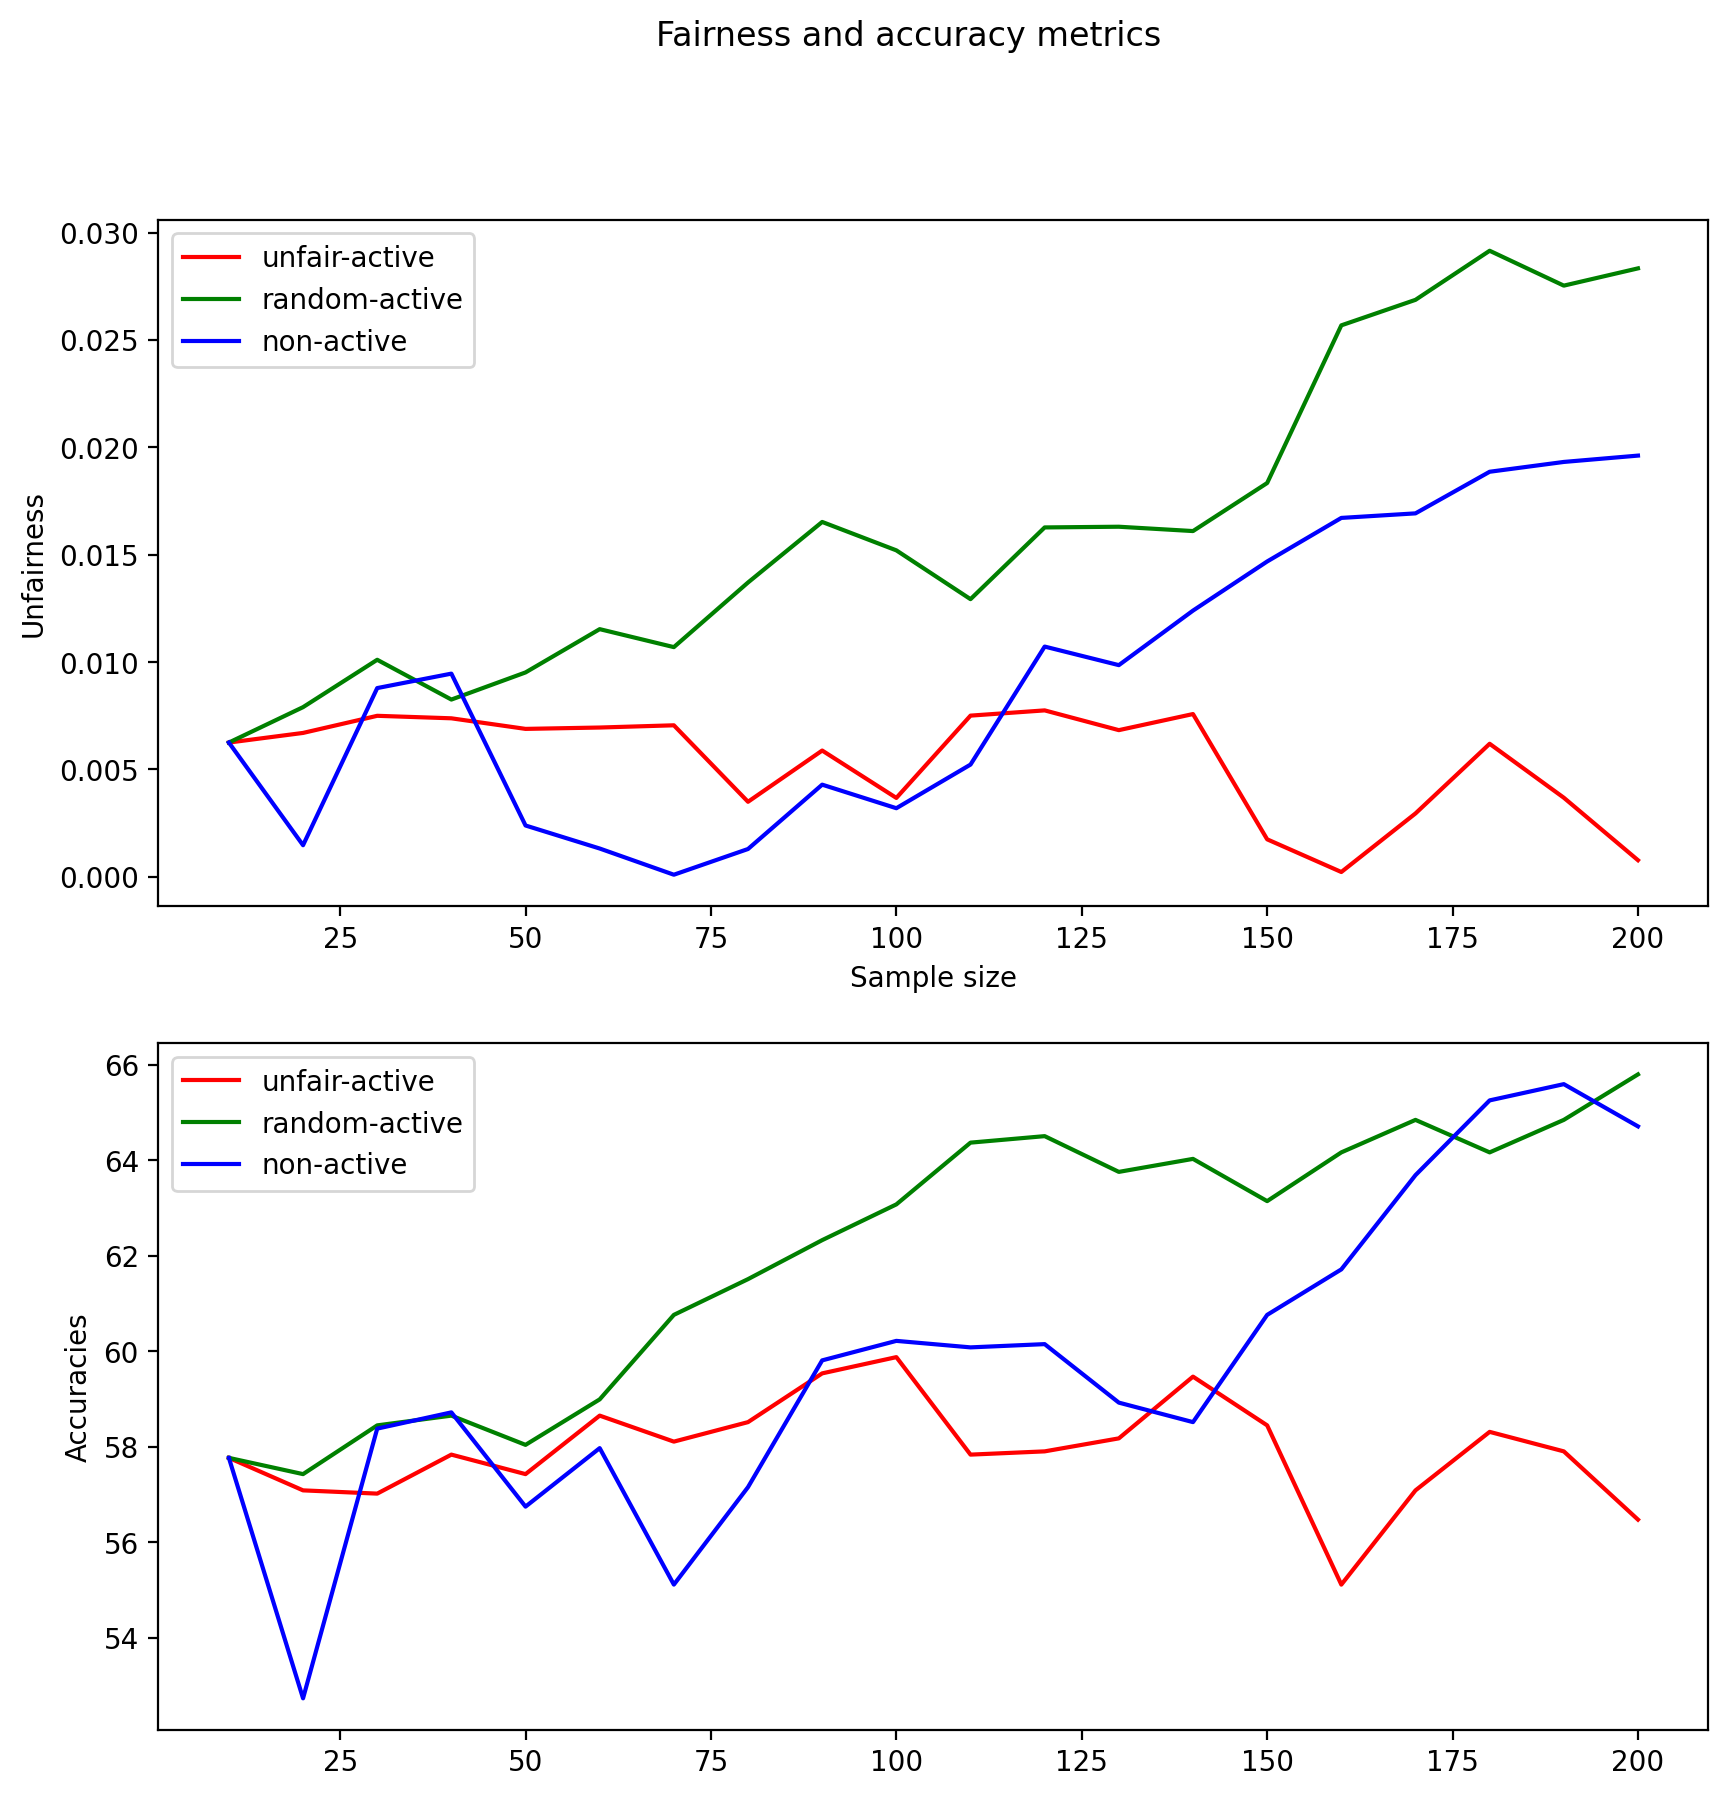 Fairness and accuracy metrics
0.030
0.025
0.020
0.015
0.010
0.005
0.000
Unfairness
unfair-active
random-active
non-active
25 50 75 100 125 150 175 200
Sample size
66
64
62
60
58
56
54
Accuracies
unfair-active
random-active
non-active
25 50 75 100 125 150 175 200